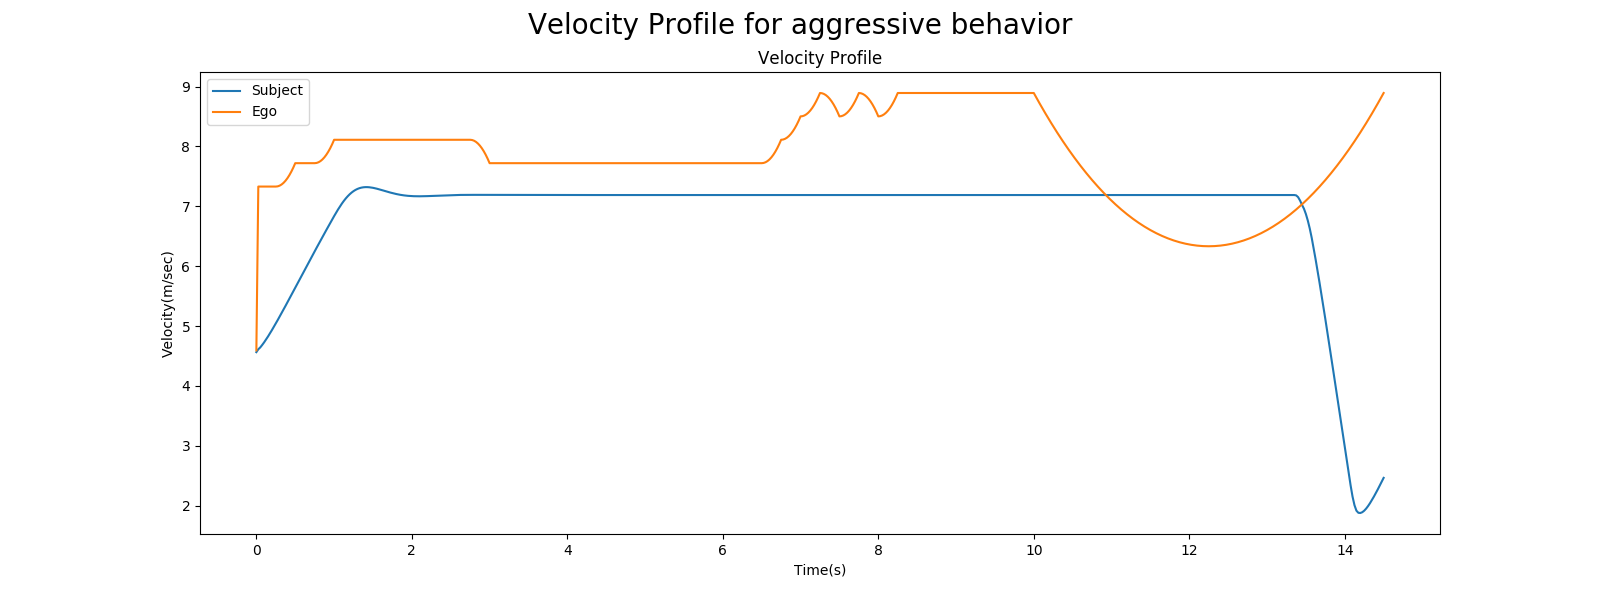 Velocity Profile for aggressive behavior
Velocity Profile
Subject
Ego
9
8
7
6
5
4
3
2
Velocity(m/sec)
0 2 4 6 8 10 12 14
Time(s)